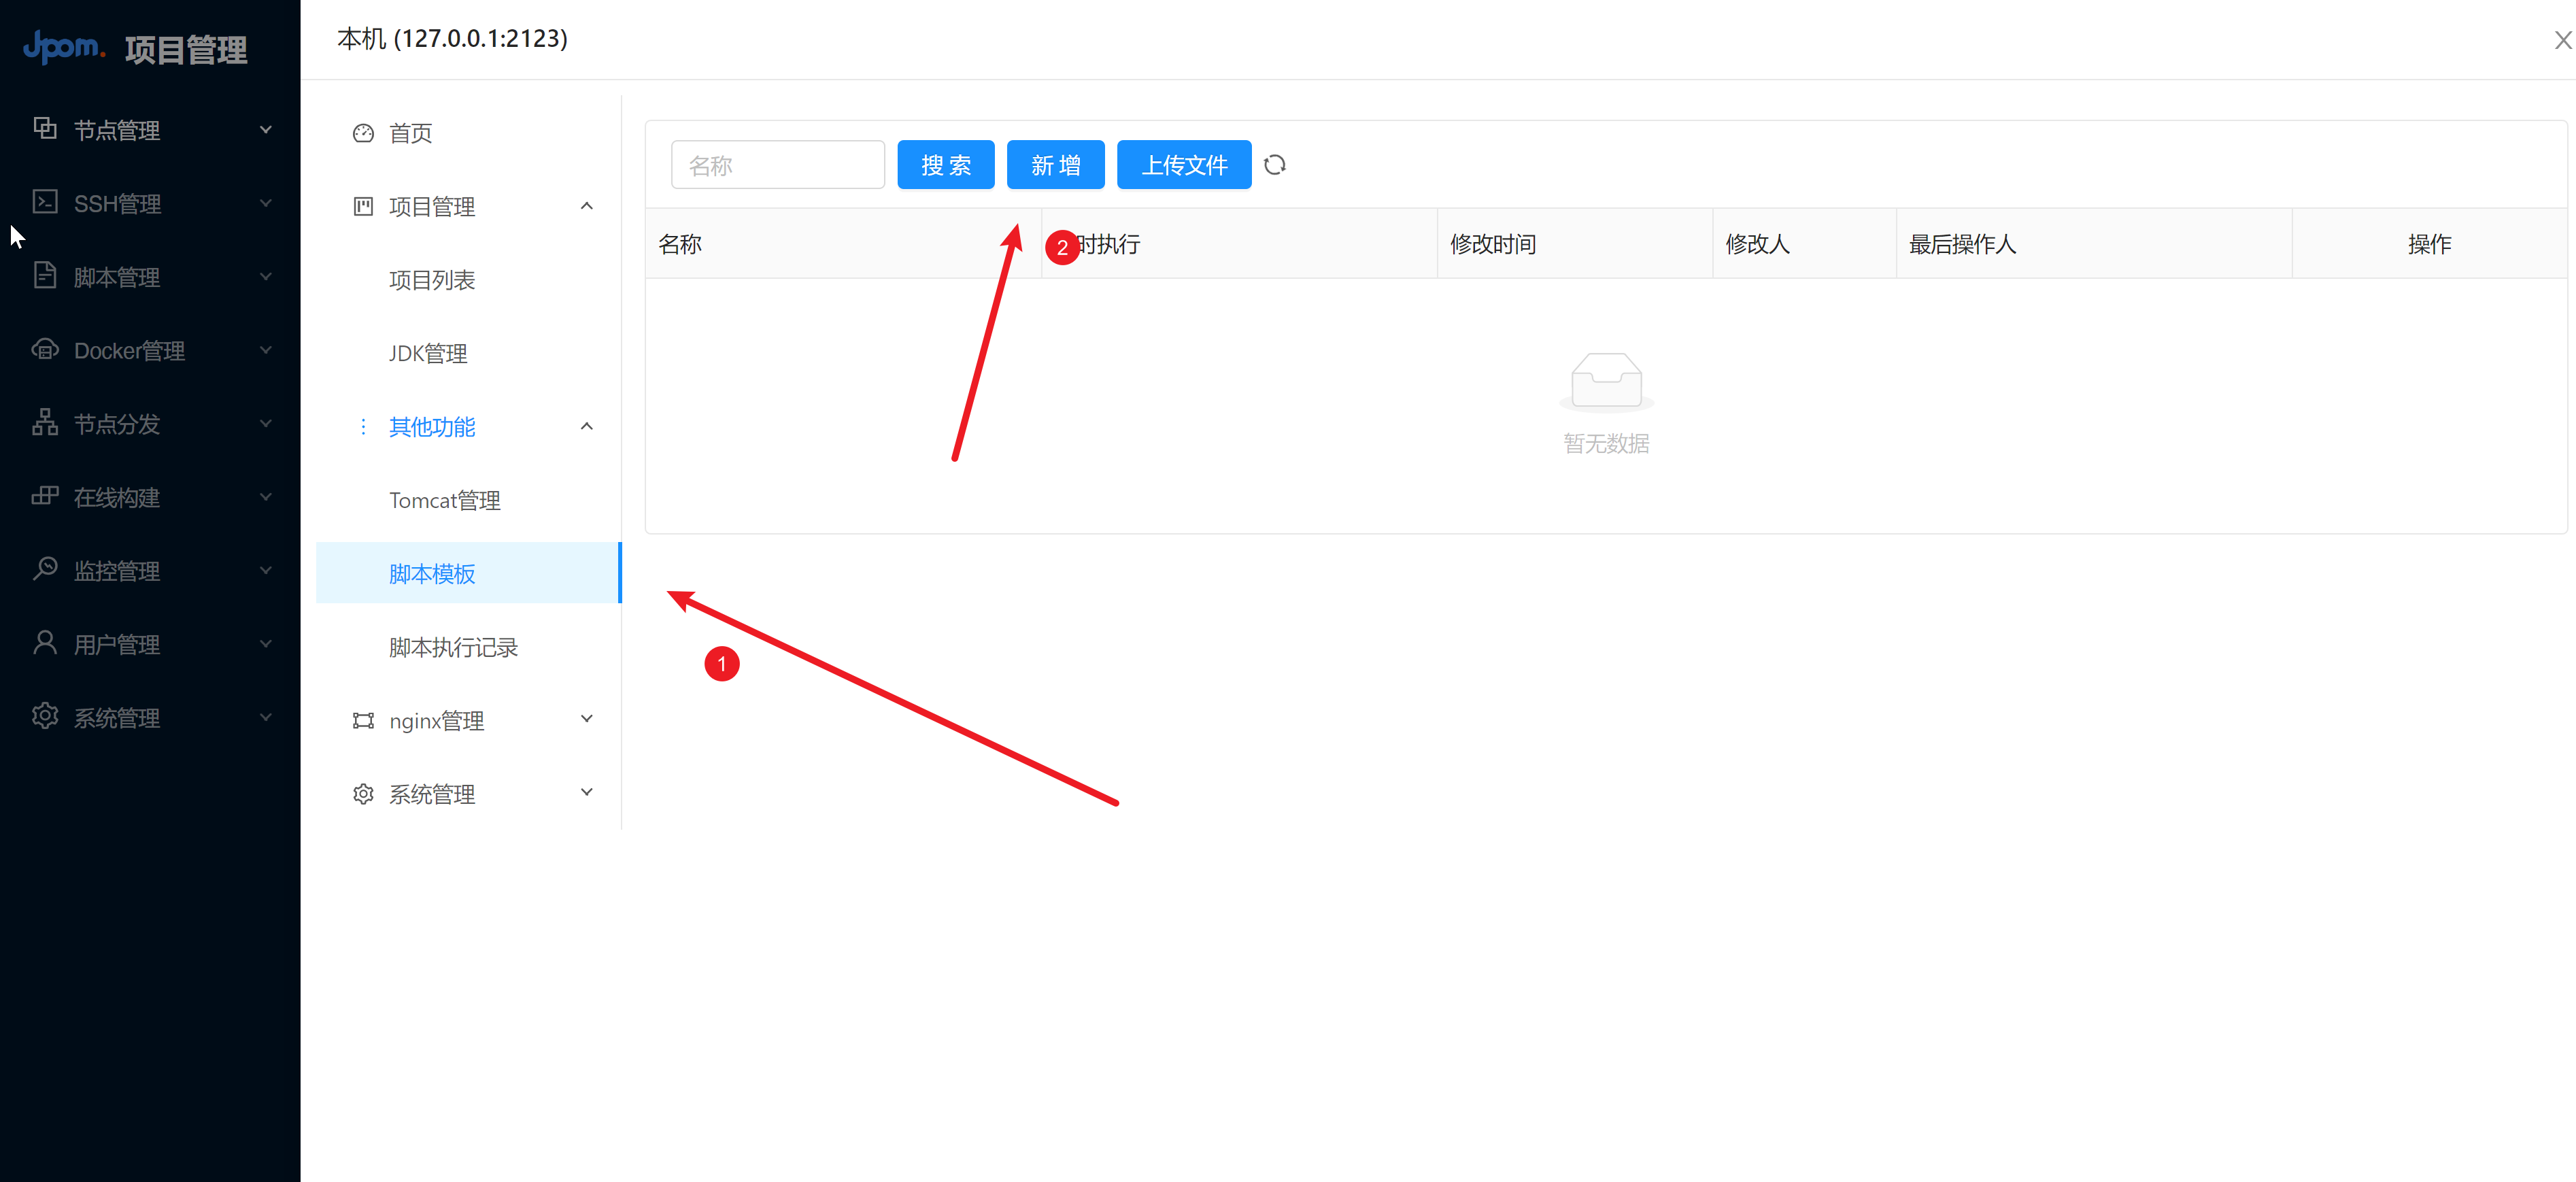 Jpom. 项目管理
节点管理
SSH管理
脚本管理
Docker管理
节点分发
在线构建
监控管理
用户管理
系统管理
本机 (127.0.0.1:2123)
首页
项目管理
项目列表
JDK管理
其他功能
Tomcat管理
脚本模板
脚本执行记录
nginx管理
系统管理
名称 搜 索 新 增 上传文件
名称 时执行 修改时间 修改人 最后操作人 操作
2
暂无数据
1